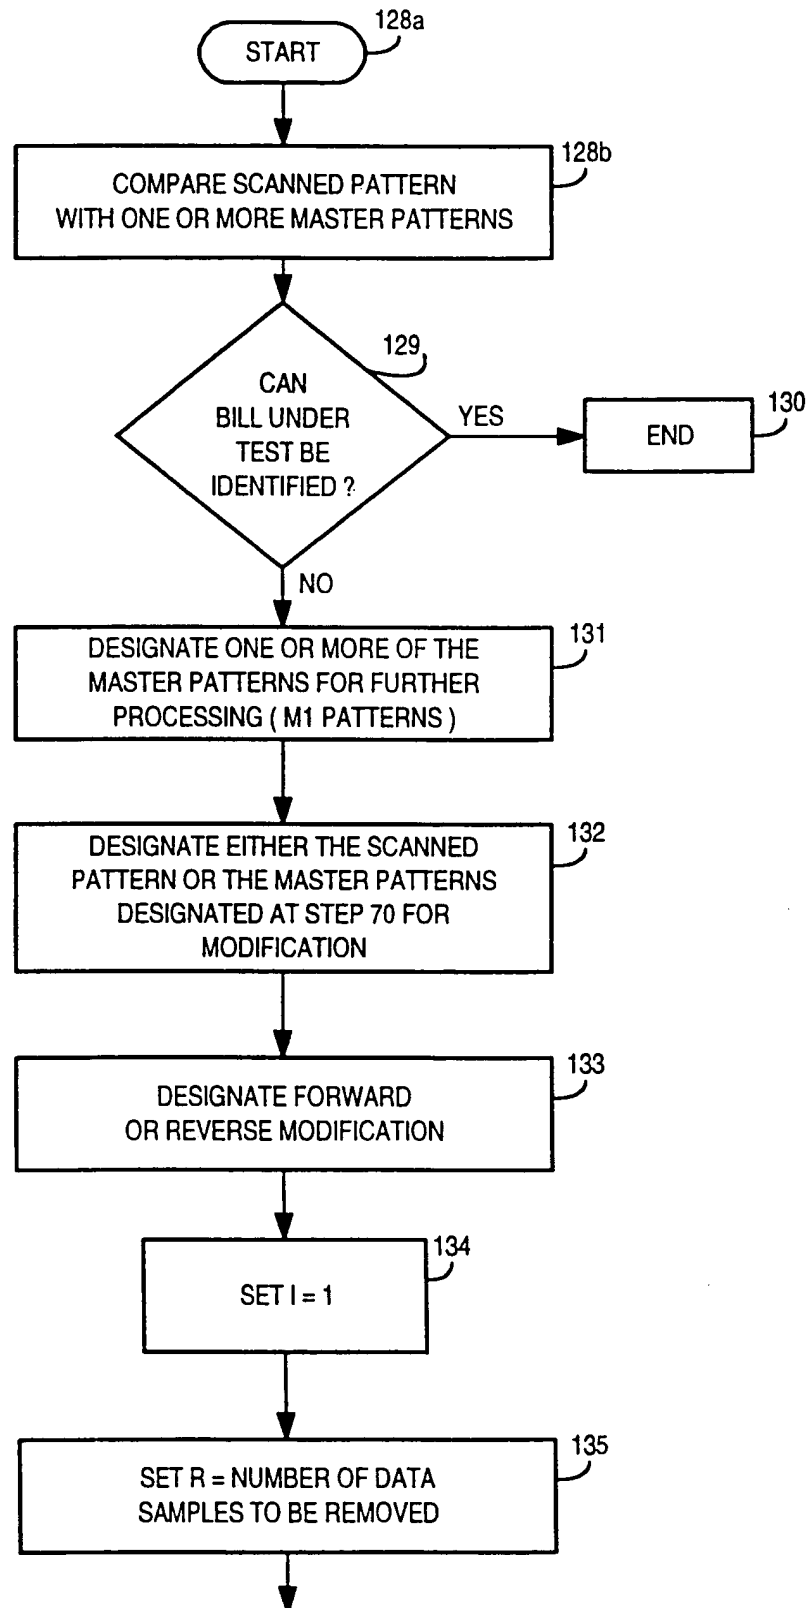 START
128a
COMPARE SCANNED PATTERN
WITH ONE OR MORE MASTER PATTERNS
128b
CAN
BILL UNDER
TEST BE
IDENTIFIED ?
129
YES
END
130
NO
DESIGNATE ONE OR MORE OF THE
MASTER PATTERNS FOR FURTHER
PROCESSING ( M1 PATTERNS )
131
DESIGNATE EITHER THE SCANNED
PATTERN OR THE MASTER PATTERNS
DESIGNATED AT STEP 70 FOR
MODIFICATION
132
DESIGNATE FORWARD
OR REVERSE MODIFICATION
133
SET I = 1
134
SET R = NUMBER OF DATA
SAMPLES TO BE REMOVED
135